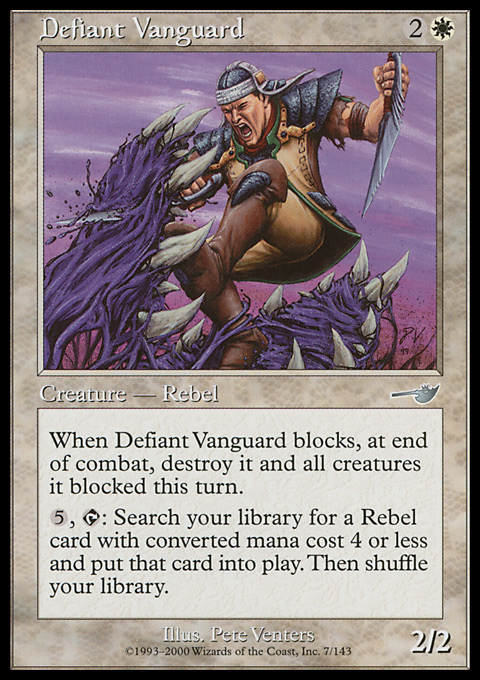 Defiant Vanguard 2
Creature — Rebel
When Defiant Vanguard blocks, at end
of combat, destroy it and all creatures
it blocked this turn.
5, : Search your library for a Rebel
card with converted mana cost 4 or less
and put that card into play. Then shuffle
your library.
Illus. Pete Venters
2/2
©1993–2000 Wizards of the Coast, Inc. 7/143